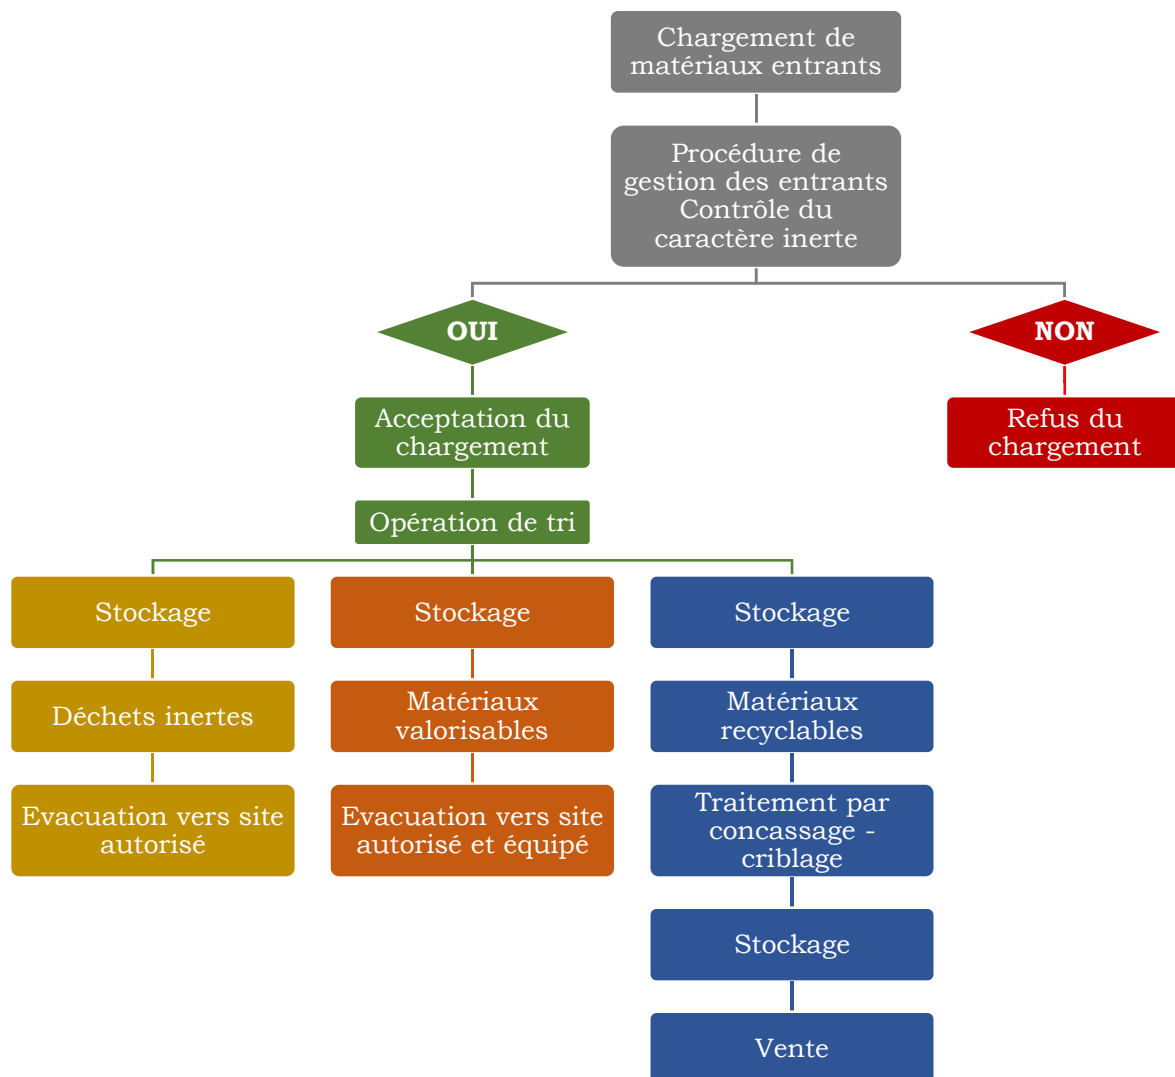 Chargement de
matériaux entrants
Procédure de
gestion des entrants
Contrôle du
caractère inerte
OUI
NON
Acceptation du
chargement
Refus du
chargement
Opération de tri
Stockage
Stockage
Stockage
Déchets inertes
Matériaux
valorisables
Matériaux
recyclables
Evacuation vers site
autorisé
Evacuation vers site
autorisé et équipé
Traitement par
concassage -
criblage
Stockage
Vente